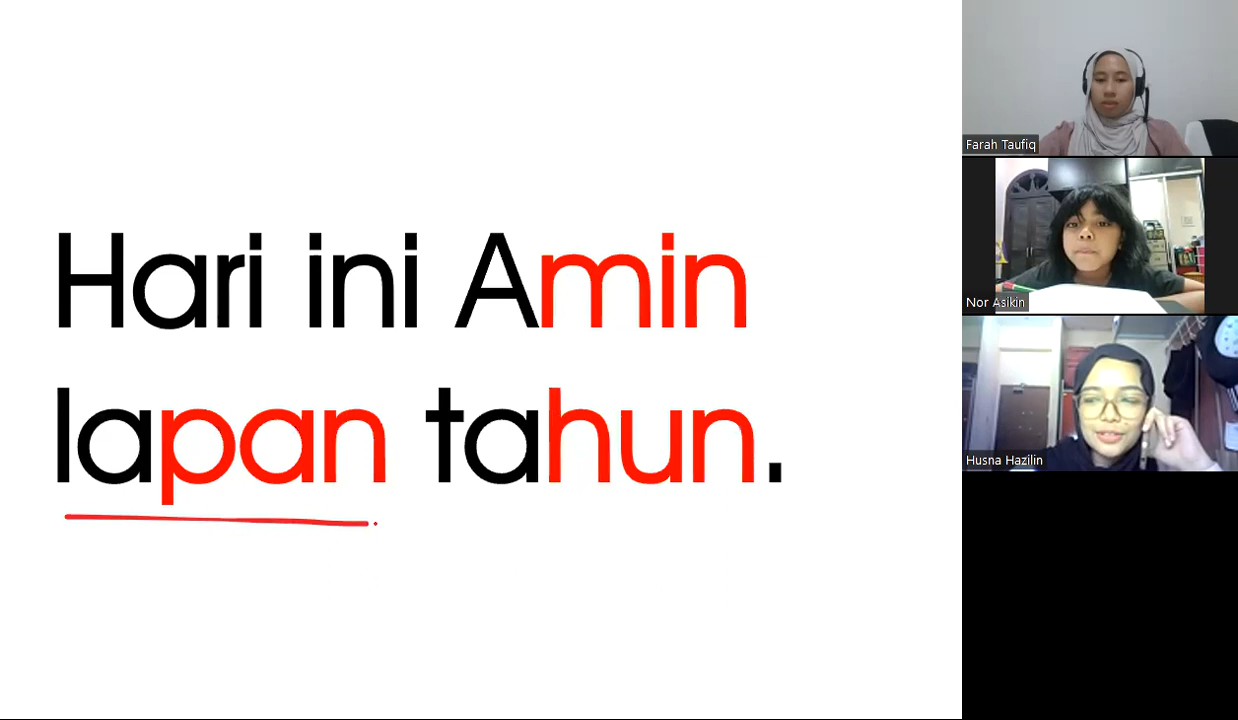 Hari ini Amin
lapan tahun.
Farah Taufiq
Nor Asikin
Husna Hazilin